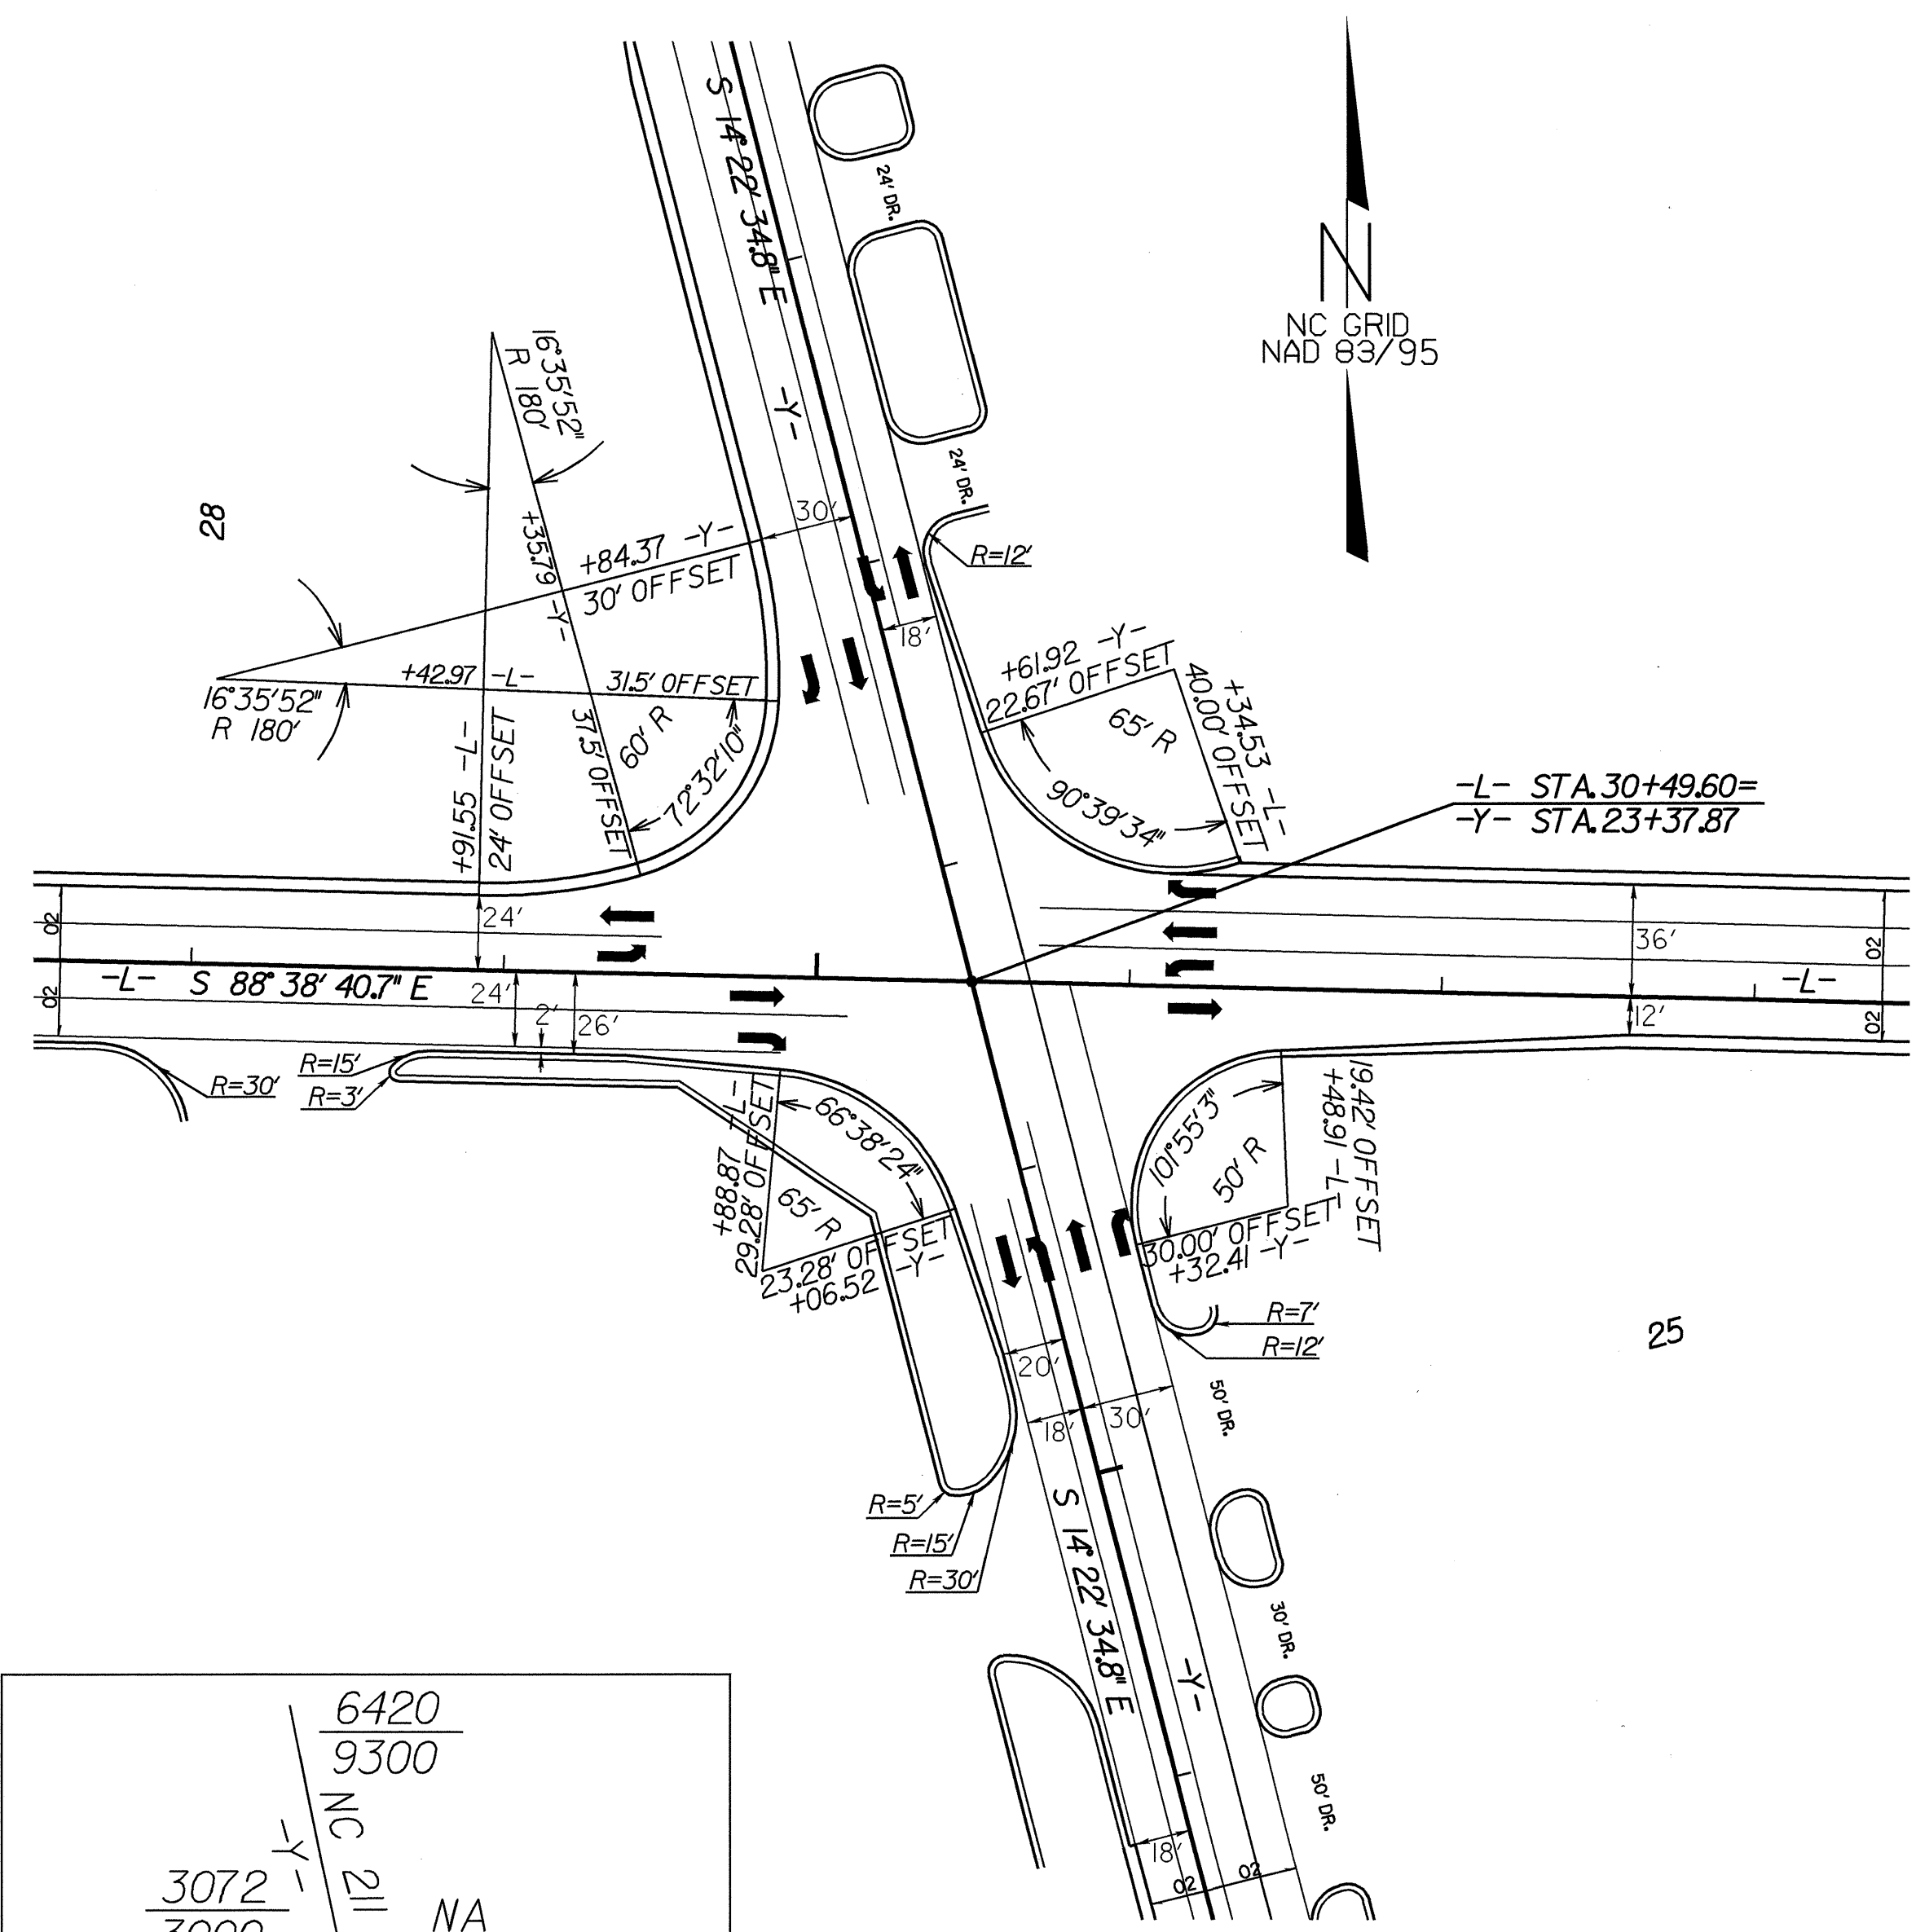 S 14° 22' 34.8" E
24' DR.
N
NC GRID
NAD 83/95
16°35'52"
R 180'
-Y-
24' DR.
28
+35.79 -Y-
37.5' OFFSET
+84.37 -Y-
30' OFFSET
30'
R=12'
18'
+42.97 -L-
31.5' OFFSET
16°35'52"
R 180'
+91.55 -L-
24' OFFSET
60' R
72°32'10"
+61.92 -Y-
22.67' OFFSET
+34.53 -L-
40.00' OFFSET
65' R
90°39'34"
-L- STA. 30+49.60=
-Y- STA. 23+37.87
02
24'
36'
02
-L- S 88° 38' 40.7" E
-L-
02
24'
2'
26'
12'
02
R=15'
R=30'
R=3'
+88.87 -L-
29.28' OFFSET
66°38'24"
65' R
23.28' OFFSET
+06.52 -Y-
101°55'3"
50' R
19.42' OFFSET
+48.91 -L-
30.00' OFFSET
+32.41 -Y-
R=7'
R=12'
25
20'
18'
30'
50' DR.
R=5'
R=15'
R=30'
S 14° 22' 34.8" E
-Y-
30' DR.
50' DR.
18'
02
02
6420
9300
NC 211
-Y-
3072
NA